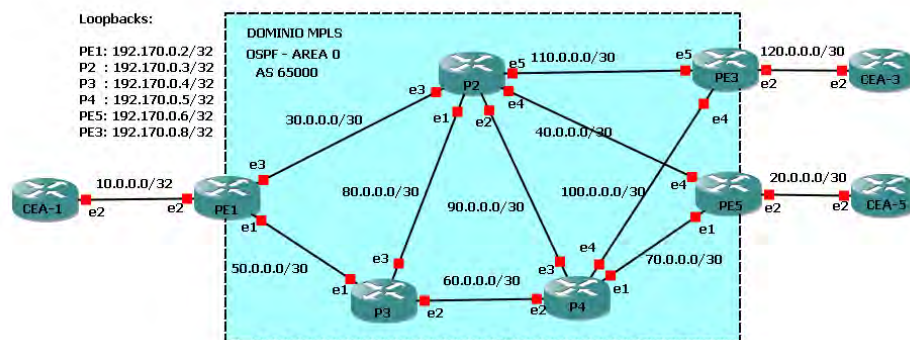 Loopbacks:
PE1: 192.170.0.2/32
P2 : 192.170.0.3/32
P3 : 192.170.0.4/32
P4 : 192.170.0.5/32
PE5: 192.170.0.6/32
PE3: 192.170.0.8/32
DOMINIO MPLS
OSPF - AREA 0
AS 65000
P2
e5
110.0.0.0/30
e5
PE3
e2
120.0.0.0/30
e2
CEA-3
e3
e1
e2
e4
e4
30.0.0.0/30
40.0.0.0/30
10.0.0.0/32
CEA-1
e2
e2
PE1
e3
e1
80.0.0.0/30
90.0.0.0/30
100.0.0.0/30
e4
PE5
e2
20.0.0.0/30
e2
CEA-5
e1
50.0.0.0/30
e1
e3
P3
e2
60.0.0.0/30
e2
e3
e4
P4
e1
70.0.0.0/30